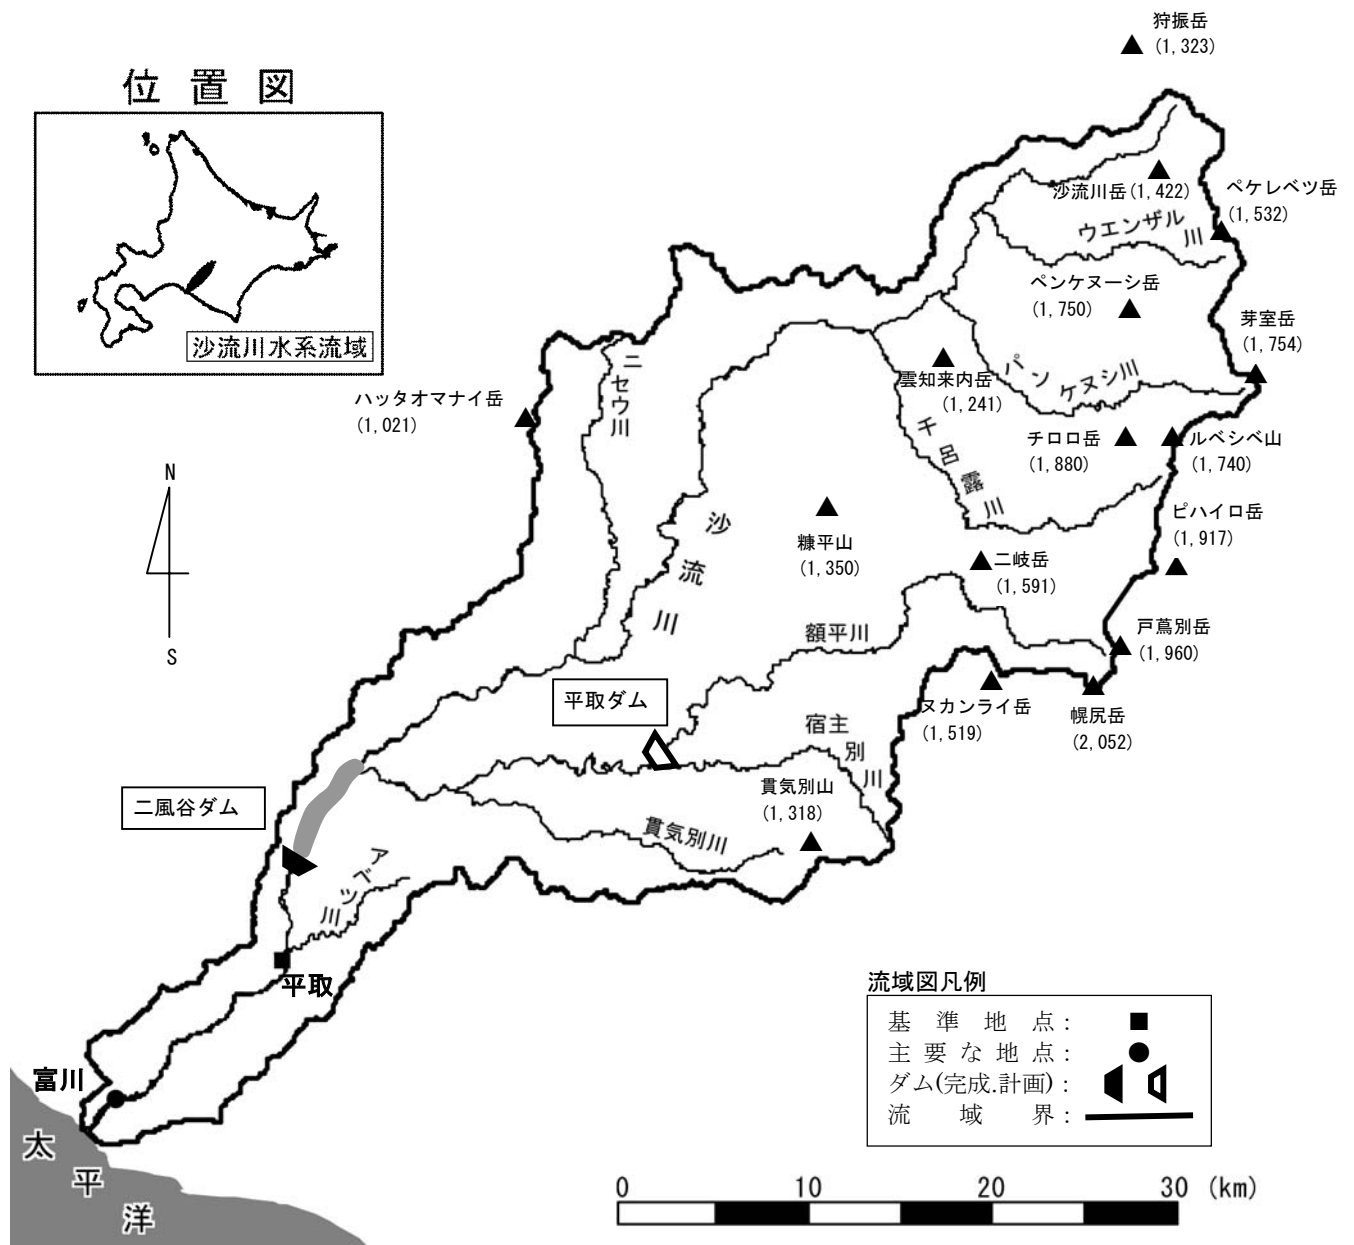 位置図
沙流川水系流域
狩振岳
(1,323)
沙流川岳(1,422)
ペケレベツ岳
(1,532)
ウエンザル川
ペンケヌーシ岳
(1,750)
芽室岳
(1,754)
雲知来内岳
(1,241)
パンケヌシ川
ニセウ川
ハッタオマナイ岳
(1,021)
チロロ岳
(1,880)
ルベシベ山
(1,740)
千呂露川
N
S
沙流川
糠平山
(1,350)
ピハイロ岳
(1,917)
二岐岳
(1,591)
額平川
戸蔦別岳
(1,960)
平取ダム
ヌカンライ岳
(1,519)
幌尻岳
(2,052)
宿主別川
貫気別山
(1,318)
二風谷ダム
貫気別川
アベツ川
平取
富川
太平洋
流域図凡例
基準地点:
主要な地点:
ダム(完成.計画):
流域界:
0 10 20 30 (km)